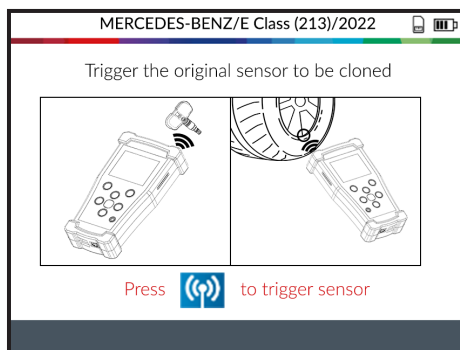 MERCEDES-BENZ/E Class (213)/2022
Trigger the original sensor to be cloned
Press to trigger sensor